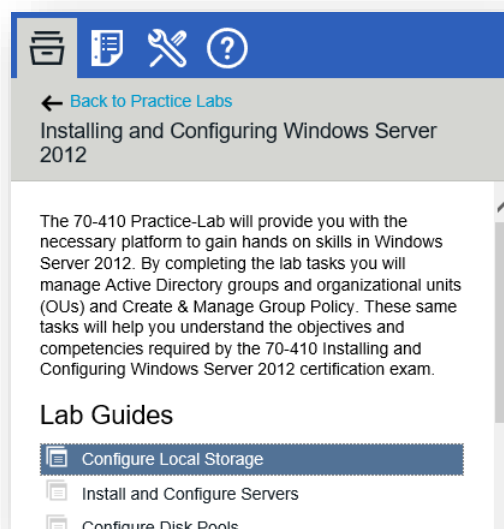 Back to Practice Labs
Installing and Configuring Windows Server
2012
The 70-410 Practice-Lab will provide you with the
necessary platform to gain hands on skills in Windows
Server 2012. By completing the lab tasks you will
manage Active Directory groups and organizational units
(OUs) and Create & Manage Group Policy. These same
tasks will help you understand the objectives and
competencies required by the 70-410 Installing and
Configuring Windows Server 2012 certification exam.
Lab Guides
Configure Local Storage
Install and Configure Servers
Configure Disk Pools